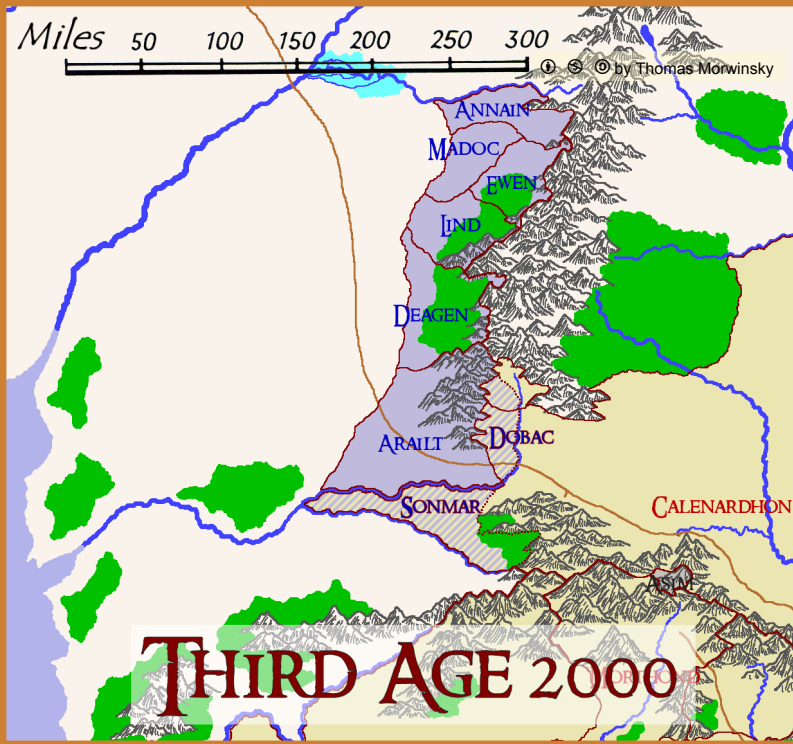 Miles 50 100 150 200 250 300
by Thomas Morwinsky
ANNAIN
MADOC
EWEN
LIND
DEAGEN
ARAILT
DOBAC
SONMAR
CALENARDHON
THIRD AGE 2000